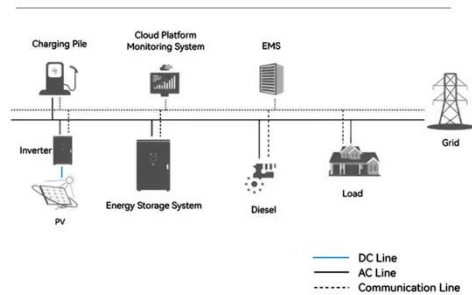 Charging Pile
Cloud Platform
Monitoring System
EMS
Grid
Inverter
PV
Energy Storage System
Diesel
Load
DC Line
AC Line
Communication Line